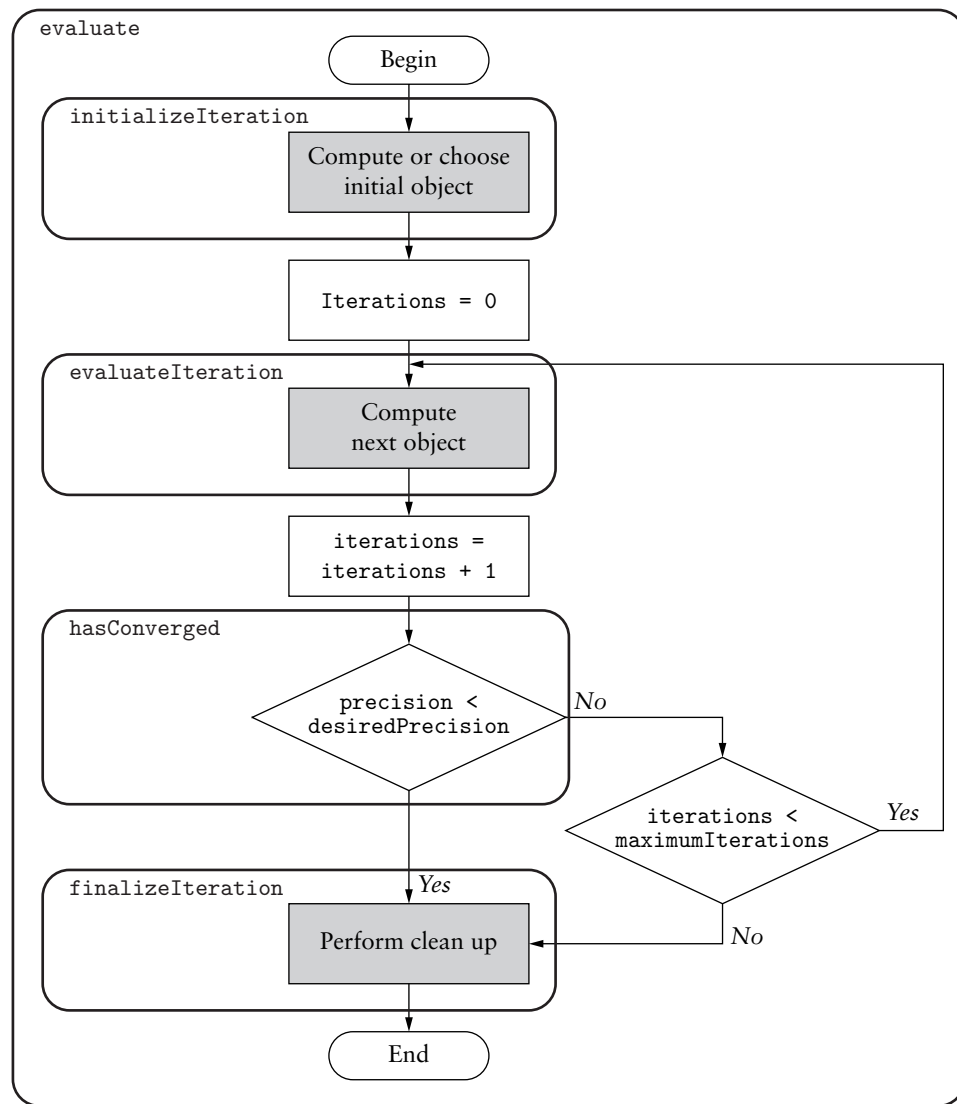 evaluate
Begin
initializeIteration
Compute or choose
initial object
Iterations = 0
evaluateIteration
Compute
next object
iterations =
iterations + 1
hasConverged
precision <
desiredPrecision
No
iterations <
maximumIterations
Yes
finalizeIteration
Yes
Perform clean up
No
End